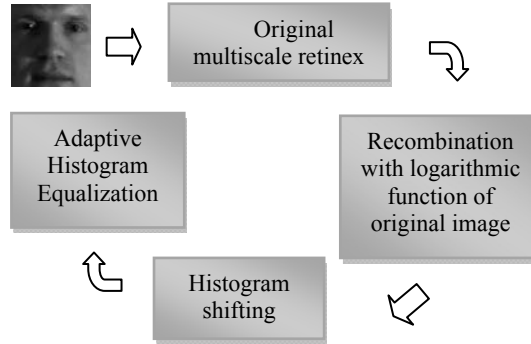 Original
multiscale retinex
Recombination
with logarithmic
function of
original image
Histogram
shifting
Adaptive
Histogram
Equalization